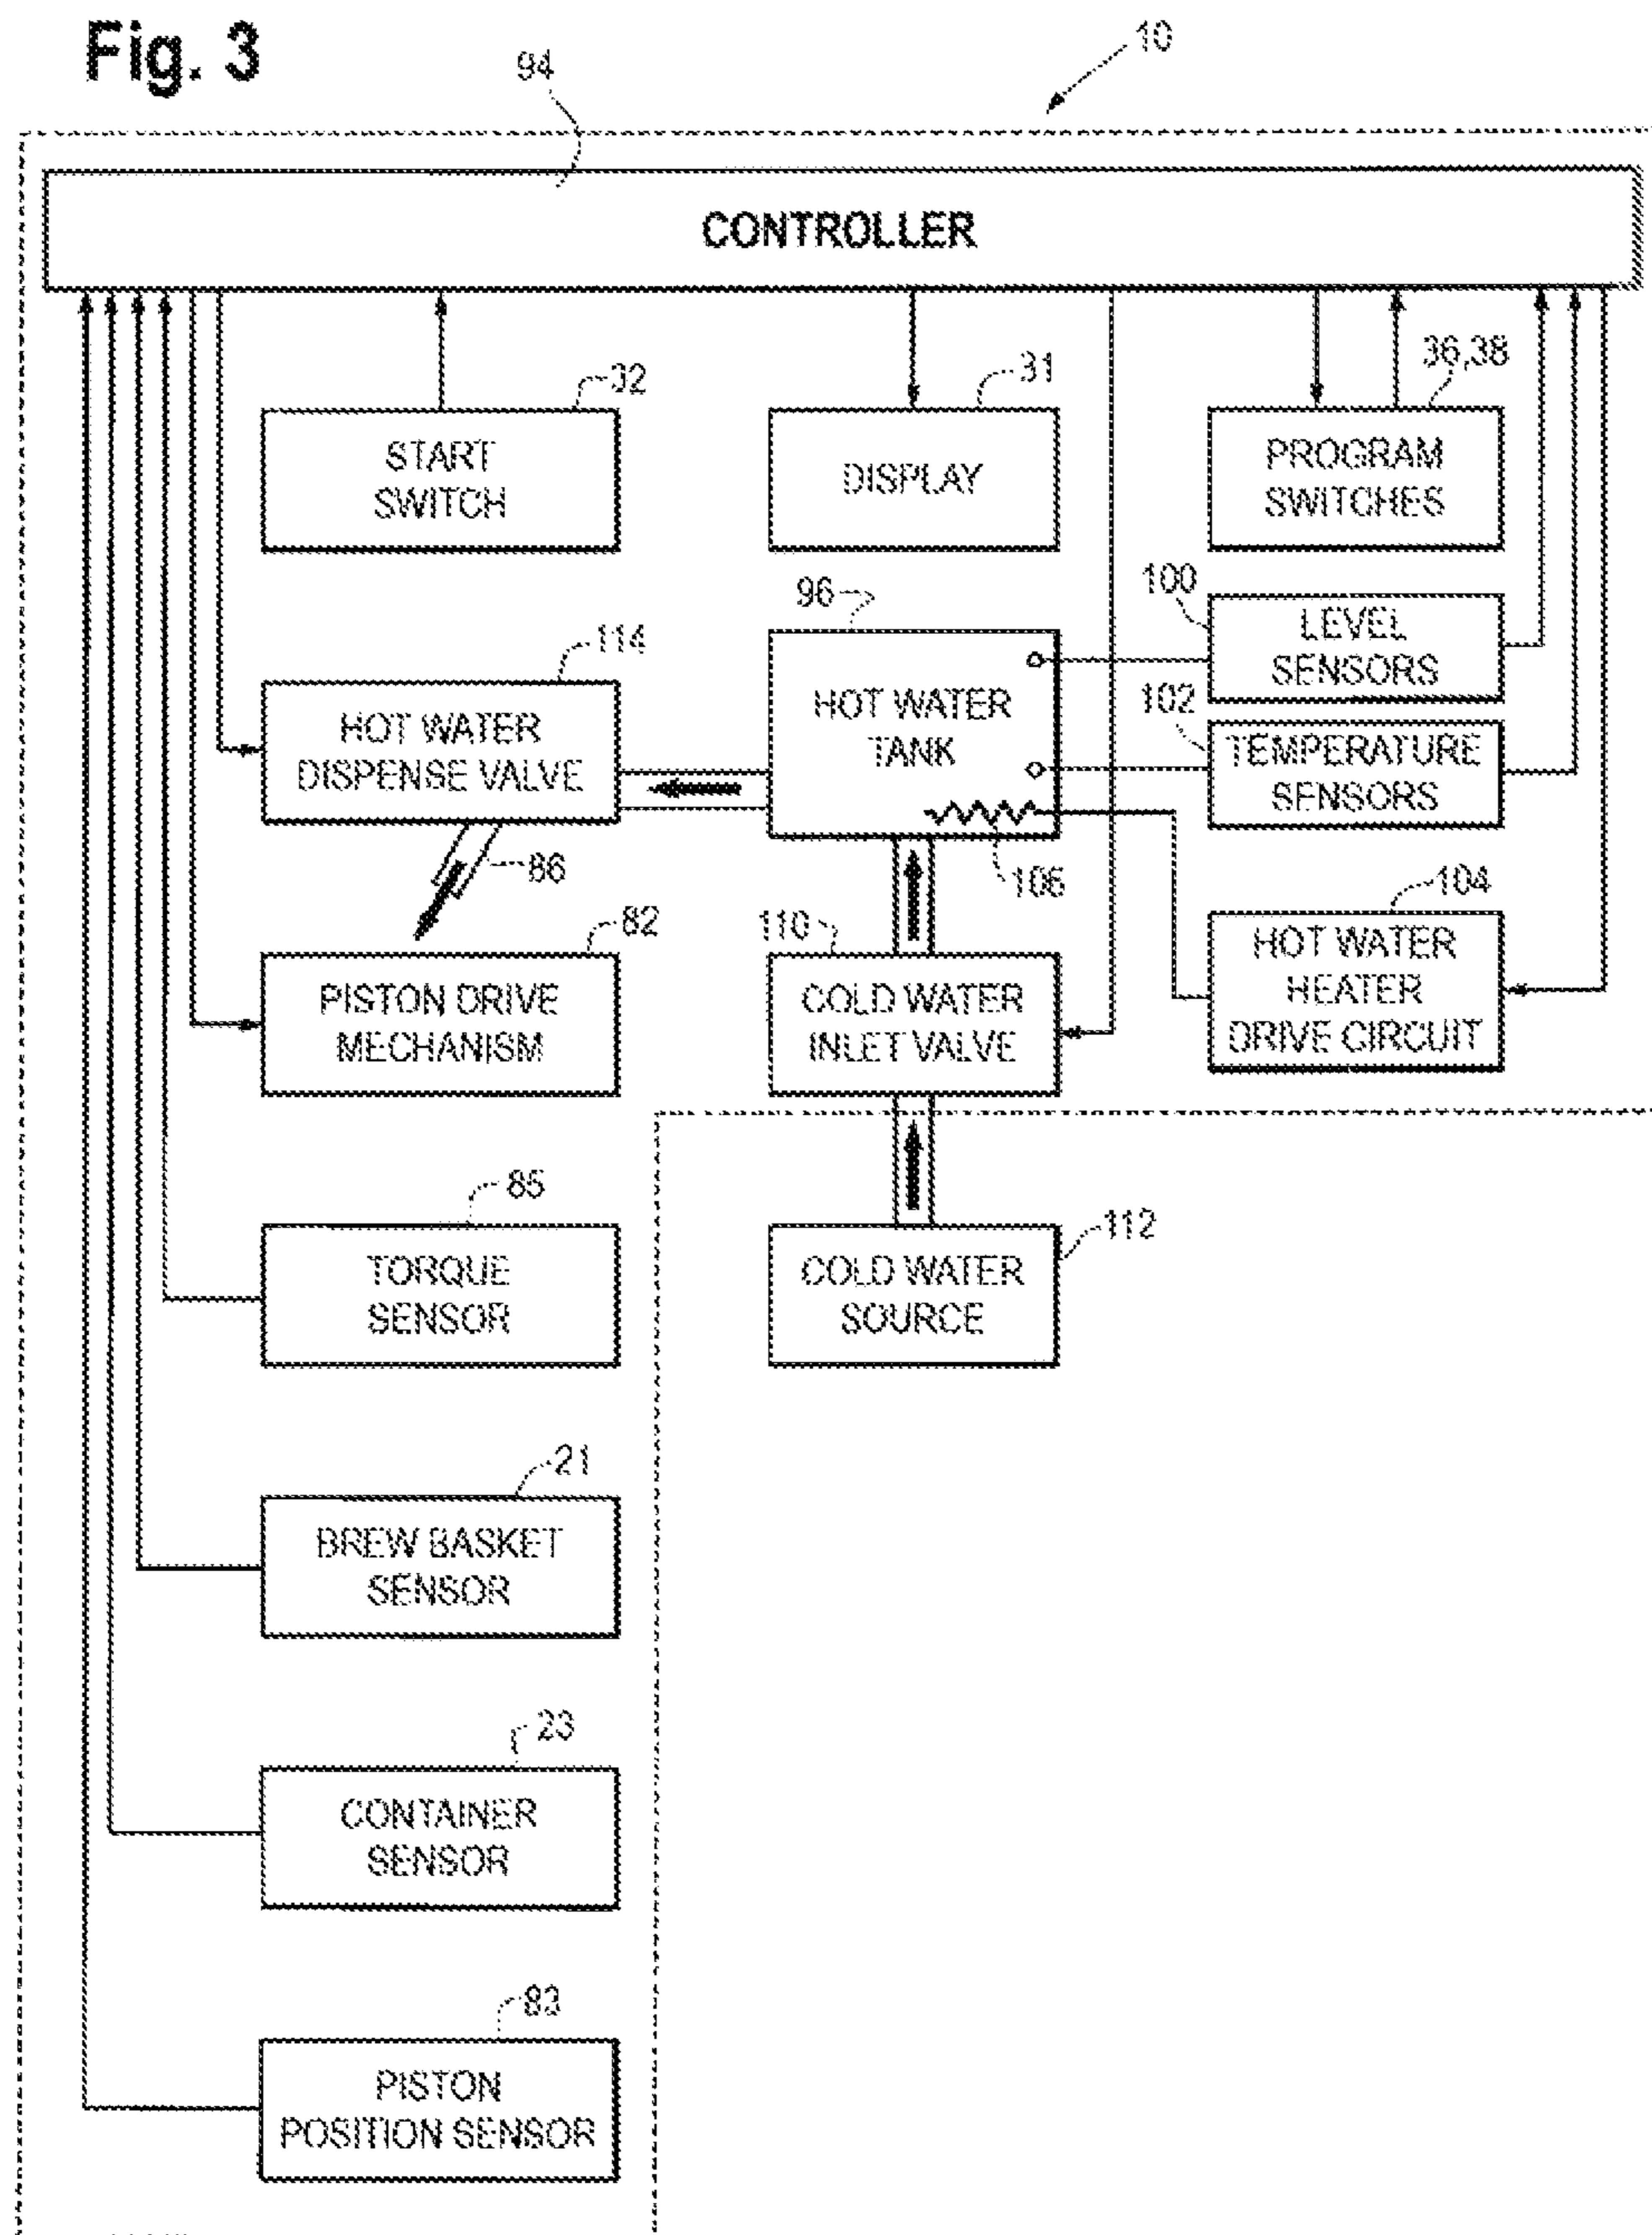 Fig. 3
94
10
CONTROLLER
32
31
36,38
START
SWITCH
DISPLAY
PROGRAM
SWITCHES
96
100
LEVEL
SENSORS
114
HOT WATER
DISPENSE VALVE
HOT WATER
TANK
102
TEMPERATURE
SENSORS
86
106
104
82
110
HOT WATER
HEATER
DRIVE CIRCUIT
PISTON DRIVE
MECHANISM
COLD WATER
INLET VALVE
85
112
TORQUE
SENSOR
COLD WATER
SOURCE
21
BREW BASKET
SENSOR
23
CONTAINER
SENSOR
83
PISTON
POSITION SENSOR